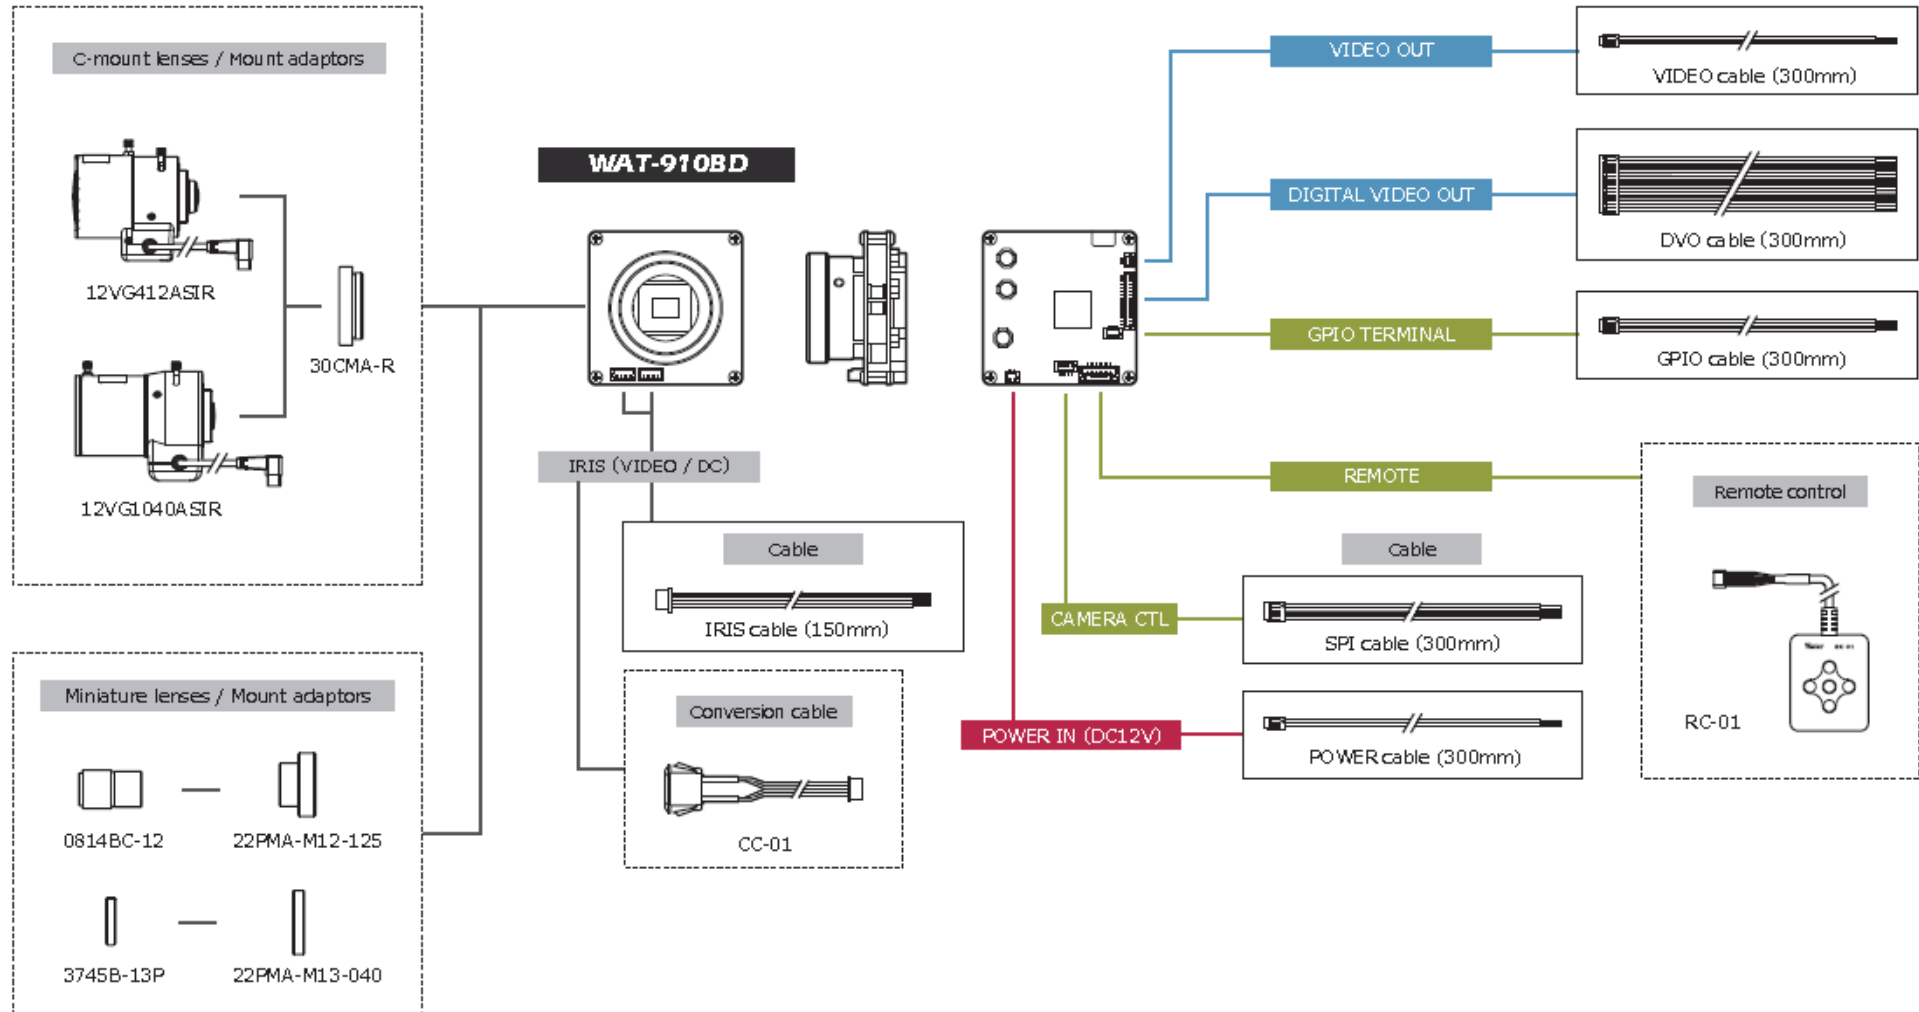 C-mount lenses / Mount adaptors
12VG412ASIR
30CMA-R
12VG1040ASIR
Miniature lenses / Mount adaptors
0814BC-12
22PMA-M12-125
3745B-13P
22PMA-M13-040
WAT-910BD
IRIS (VIDEO / DC)
Cable
IRIS cable (150mm)
Conversion cable
CC-01
VIDEO OUT
VIDEO cable (300mm)
DIGITAL VIDEO OUT
DVO cable (300mm)
GPIO TERMINAL
GPIO cable (300mm)
REMOTE
Remote control
RC-01
Cable
CAMERA CTL
SPI cable (300mm)
POWER IN (DC12V)
POWER cable (300mm)